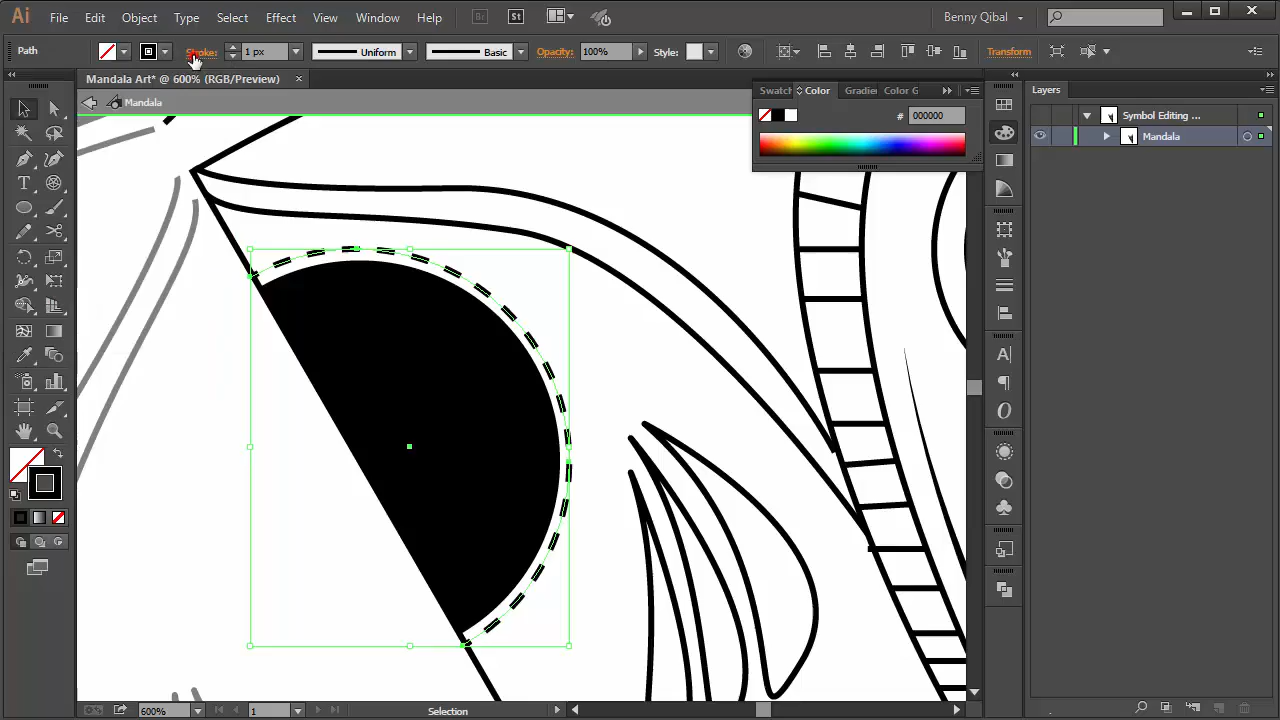 Ai File Edit Object Type Select Effect View Window Help Br St Benny Qibal
Path Stroke: 1 px Uniform Basic Opacity: 100% Style: Transform
Mandala Art* @ 600% (RGB/Preview)
Mandala
Swatch Color Gradien Color G
# 000000
Layers
Symbol Editing ...
Mandala
600% 1 Selection